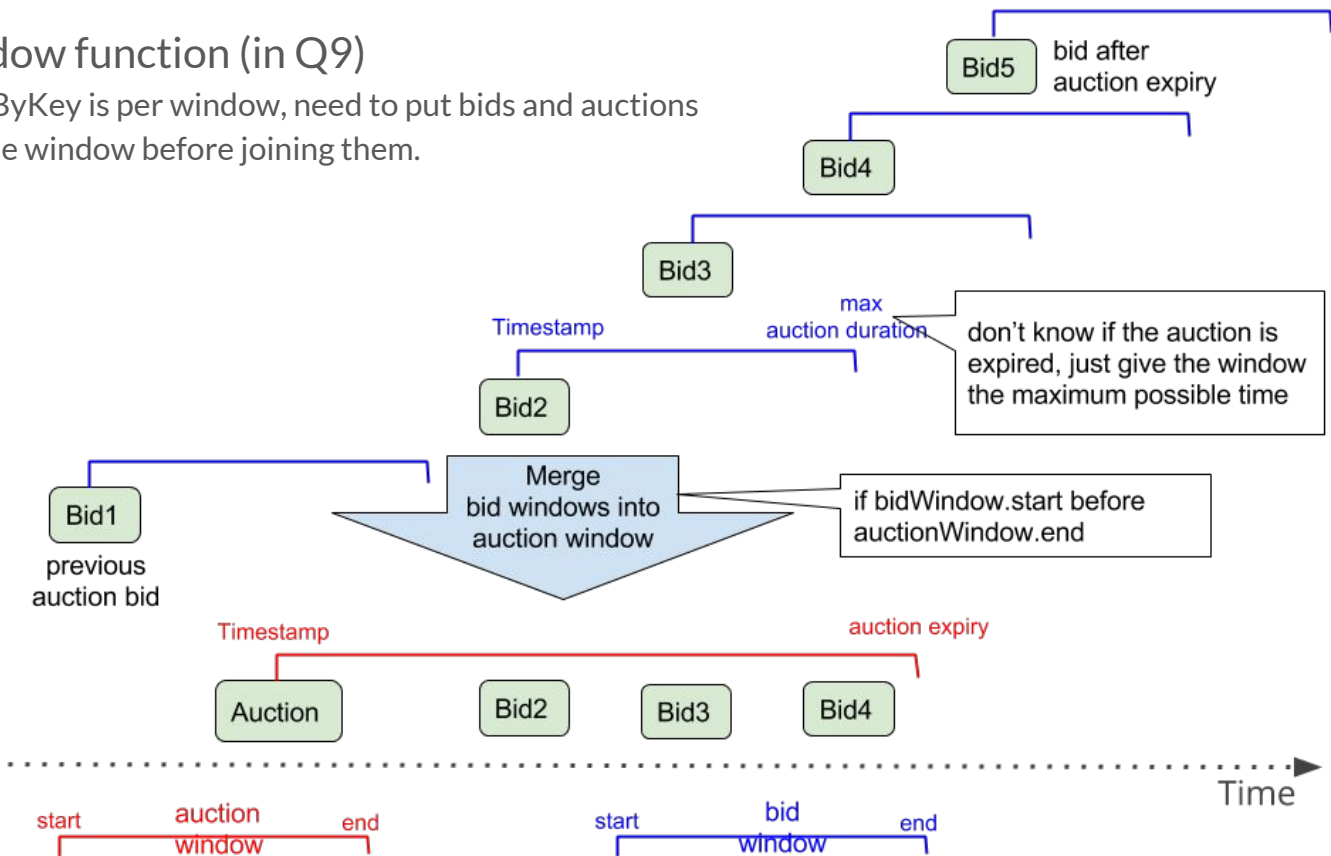 dow function (in Q9)
ByKey is per window, need to put bids and auctions
e window before joining them.
Bid5
bid after
auction expiry
Bid4
Bid3
Timestamp
max
auction duration
don't know if the auction is
expired, just give the window
the maximum possible time
Bid2
Bid1
previous
auction bid
Merge
bid windows into
auction window
if bidWindow.start before
auctionWindow.end
Timestamp
auction expiry
Auction
Bid2
Bid3
Bid4
Time
start
auction
window
end
start
bid
window
end